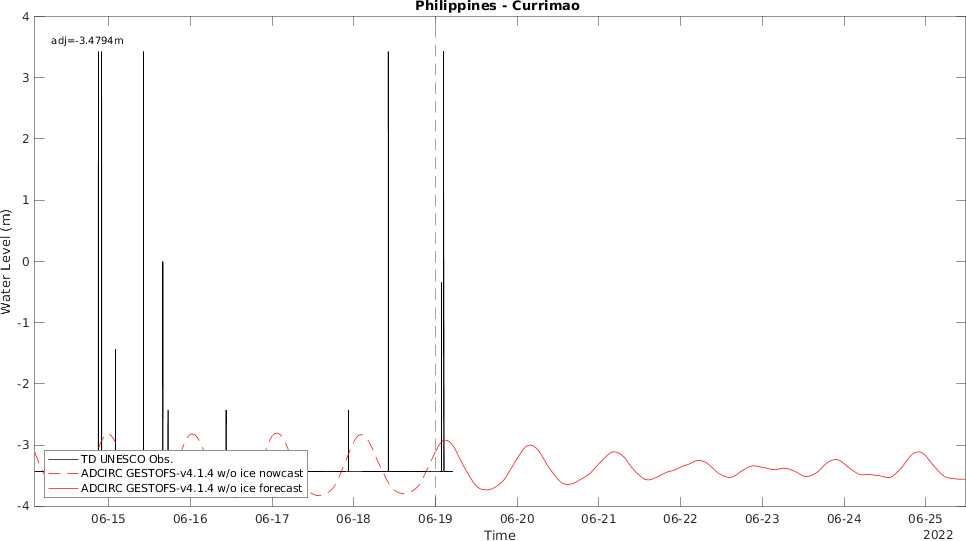 Philippines - Currimao
adj=-3.4794m
Water Level (m)
4
3
2
1
0
-1
-2
-3
-4
TD UNESCO Obs.
ADCIRC GESTOFS-v4.1.4 w/o ice nowcast
ADCIRC GESTOFS-v4.1.4 w/o ice forecast
06-15 06-16 06-17 06-18 06-19 06-20 06-21 06-22 06-23 06-24 06-25
Time
2022